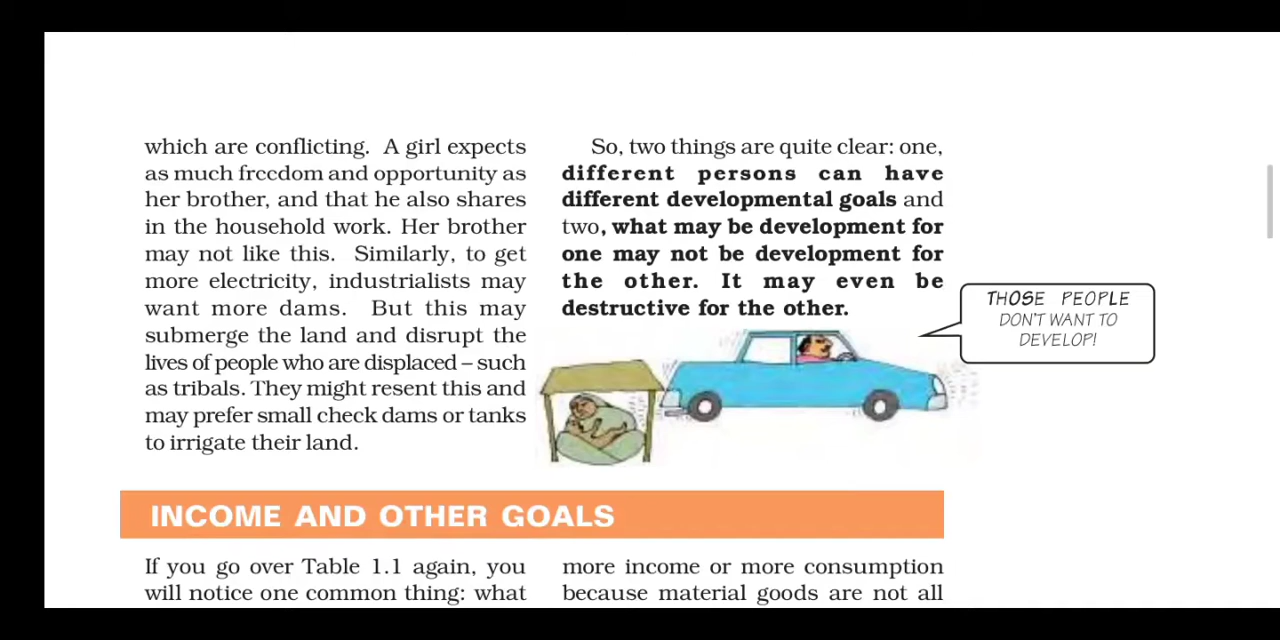 which are conflicting. A girl expects
as much freedom and opportunity as
her brother, and that he also shares
in the household work. Her brother
may not like this. Similarly, to get
more electricity, industrialists may
want more dams. But this may
submerge the land and disrupt the
lives of people who are displaced – such
as tribals. They might resent this and
may prefer small check dams or tanks
to irrigate their land.
So, two things are quite clear: one,
different persons can have
different developmental goals and
two, what may be development for
one may not be development for
the other. It may even be
destructive for the other.
THOSE PEOPLE
DON'T WANT TO
DEVELOP!
INCOME AND OTHER GOALS
If you go over Table 1.1 again, you
will notice one common thing: what
more income or more consumption
because material goods are not all